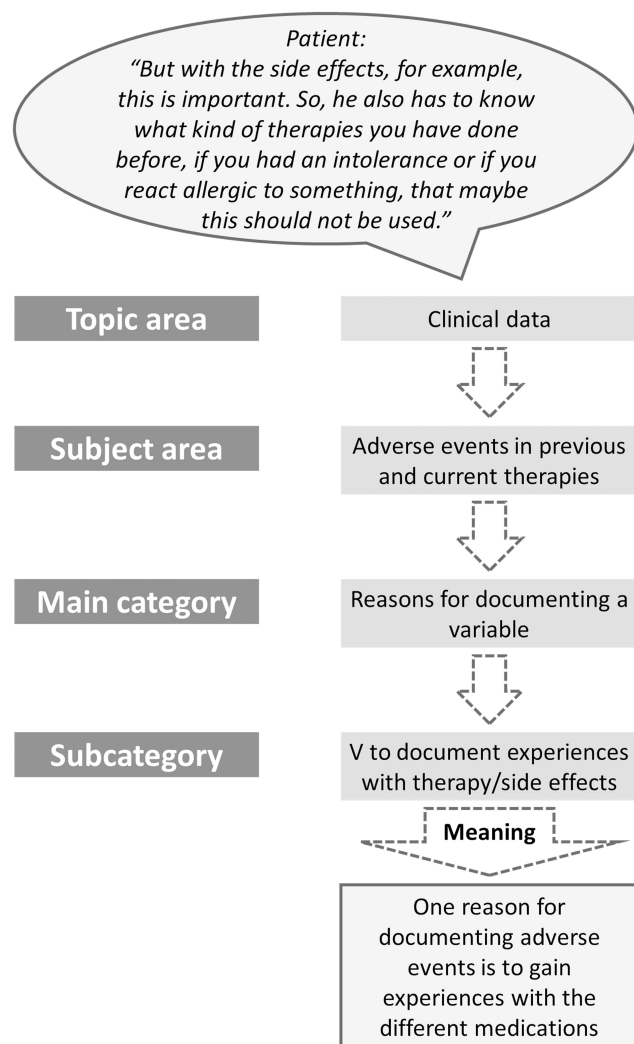 Patient:
“But with the side effects, for example,
this is important. So, he also has to know
what kind of therapies you have done
before, if you had an intolerance or if you
react allergic to something, that maybe
this should not be used.”
Topic area
Clinical data
Subject area
Adverse events in previous
and current therapies
Main category
Reasons for documenting a
variable
Subcategory
V to document experiences
with therapy/side effects
Meaning
One reason for
documenting adverse
events is to gain
experiences with the
different medications